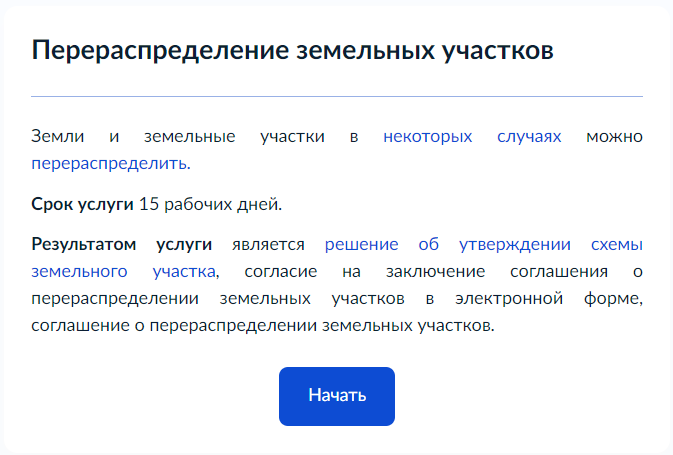 Перераспределение земельных участков
Земли и земельные участки в некоторых случаях можно
перераспределить.
Срок услуги 15 рабочих дней.
Результатом услуги является решение об утверждении схемы
земельного участка, согласие на заключение соглашения о
перераспределении земельных участков в электронной форме,
соглашение о перераспределении земельных участков.
Начать